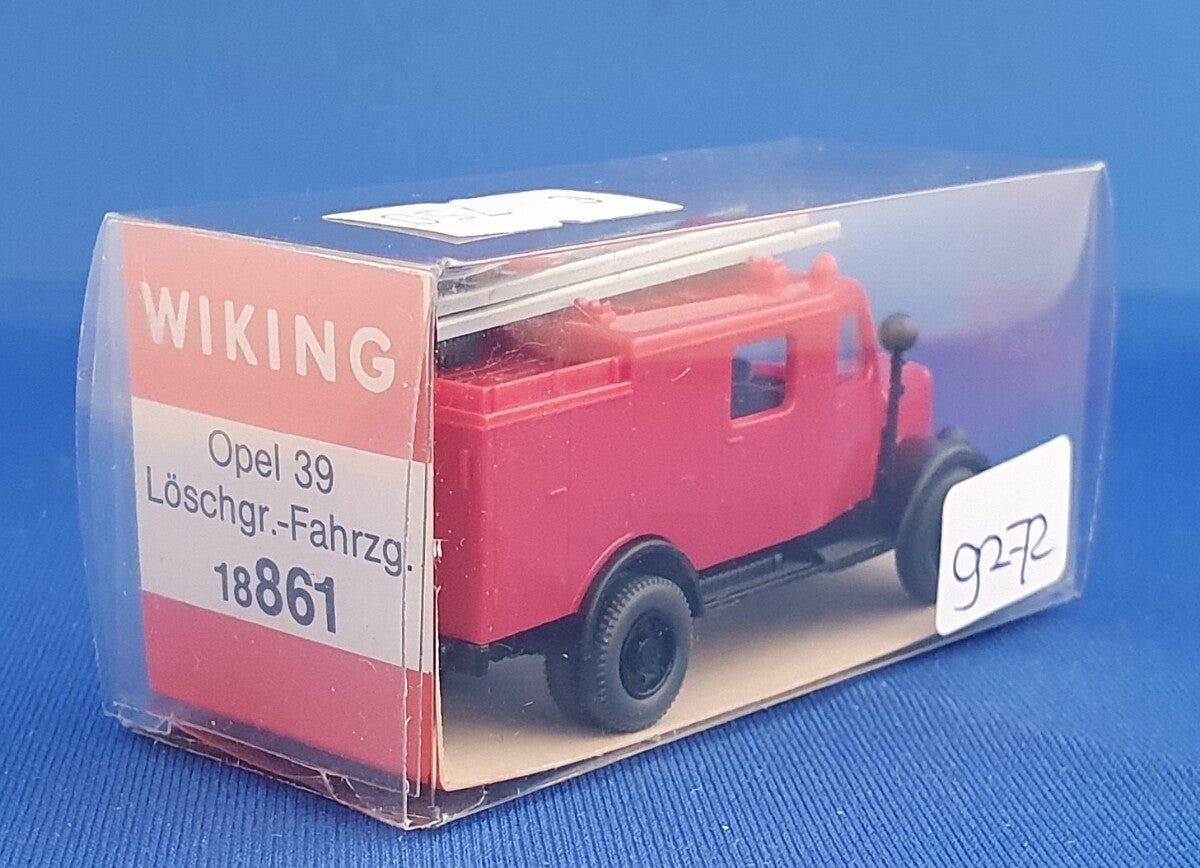 WIKING
Opel 39
Löschgr.-Fahrzg.
18861
92-72